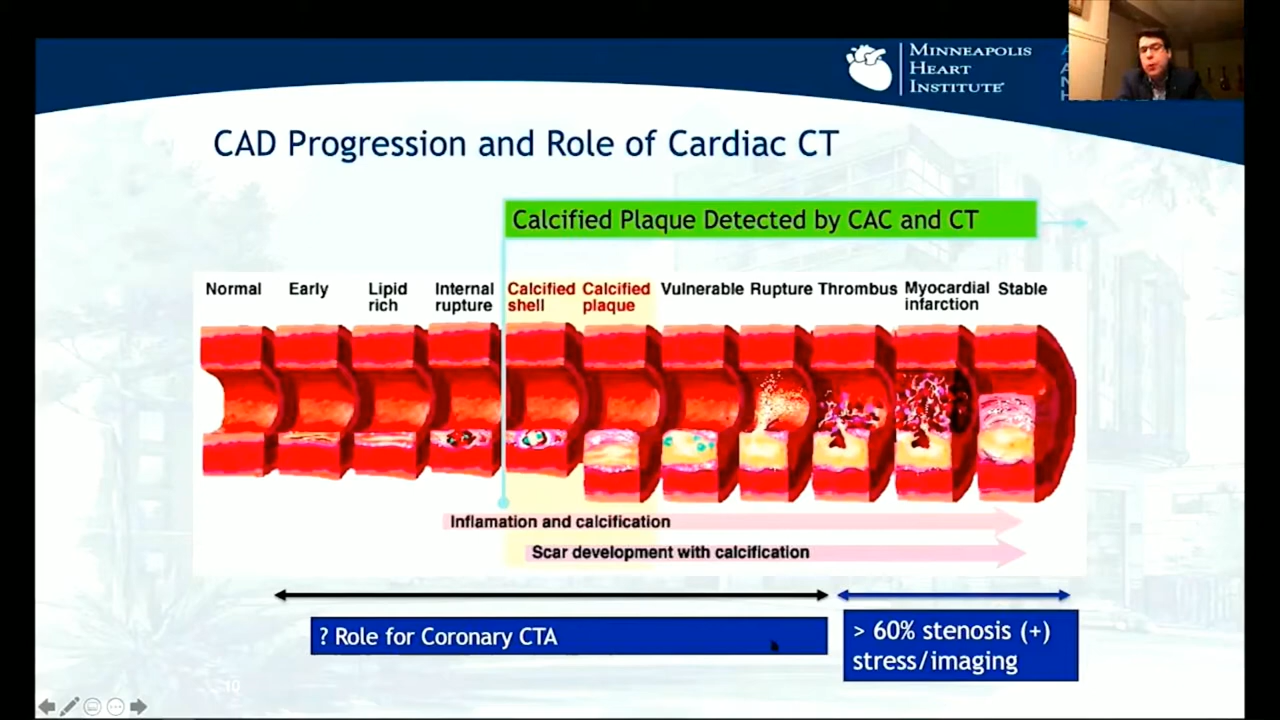 MINNEAPOLIS
HEART
INSTITUTE
CAD Progression and Role of Cardiac CT
Calcified Plaque Detected by CAC and CT
Normal Early Lipid rich Internal rupture Calcified shell Calcified plaque Vulnerable Rupture Thrombus Myocardial infarction Stable
Inflamation and calcification
Scar development with calcification
? Role for Coronary CTA
> 60% stenosis (+)
stress/imaging
10